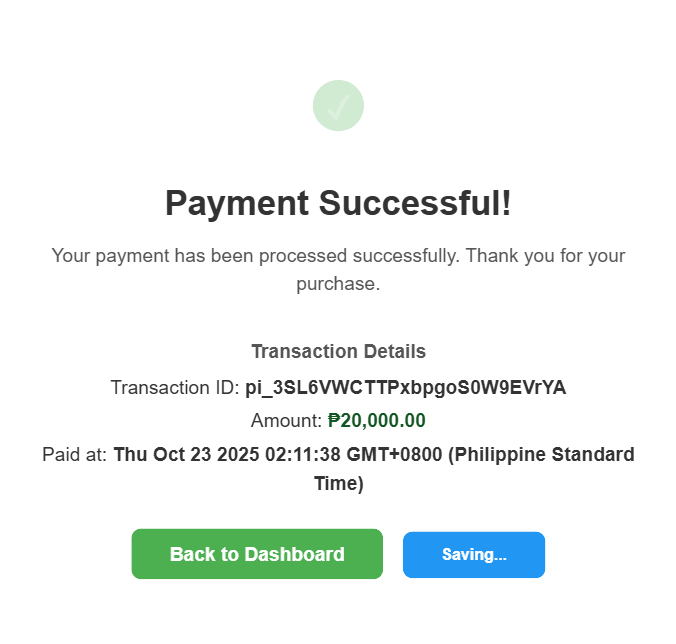 Payment Successful!
Your payment has been processed successfully. Thank you for your
purchase.
Transaction Details
Transaction ID: pi_3SL6VWCTTPxbpgoS0W9EVrYA
Amount: ₱20,000.00
Paid at: Thu Oct 23 2025 02:11:38 GMT+0800 (Philippine Standard
Time)
Back to Dashboard
Saving...